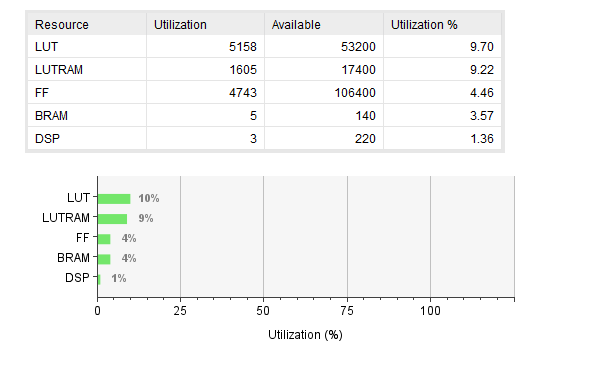 Resource Utilization Available Utilization %
LUT 5158 53200 9.70
LUTRAM 1605 17400 9.22
FF 4743 106400 4.46
BRAM 5 140 3.57
DSP 3 220 1.36
LUT 10%
LUTRAM 9%
FF 4%
BRAM 4%
DSP 1%
0 25 50 75 100
Utilization (%)